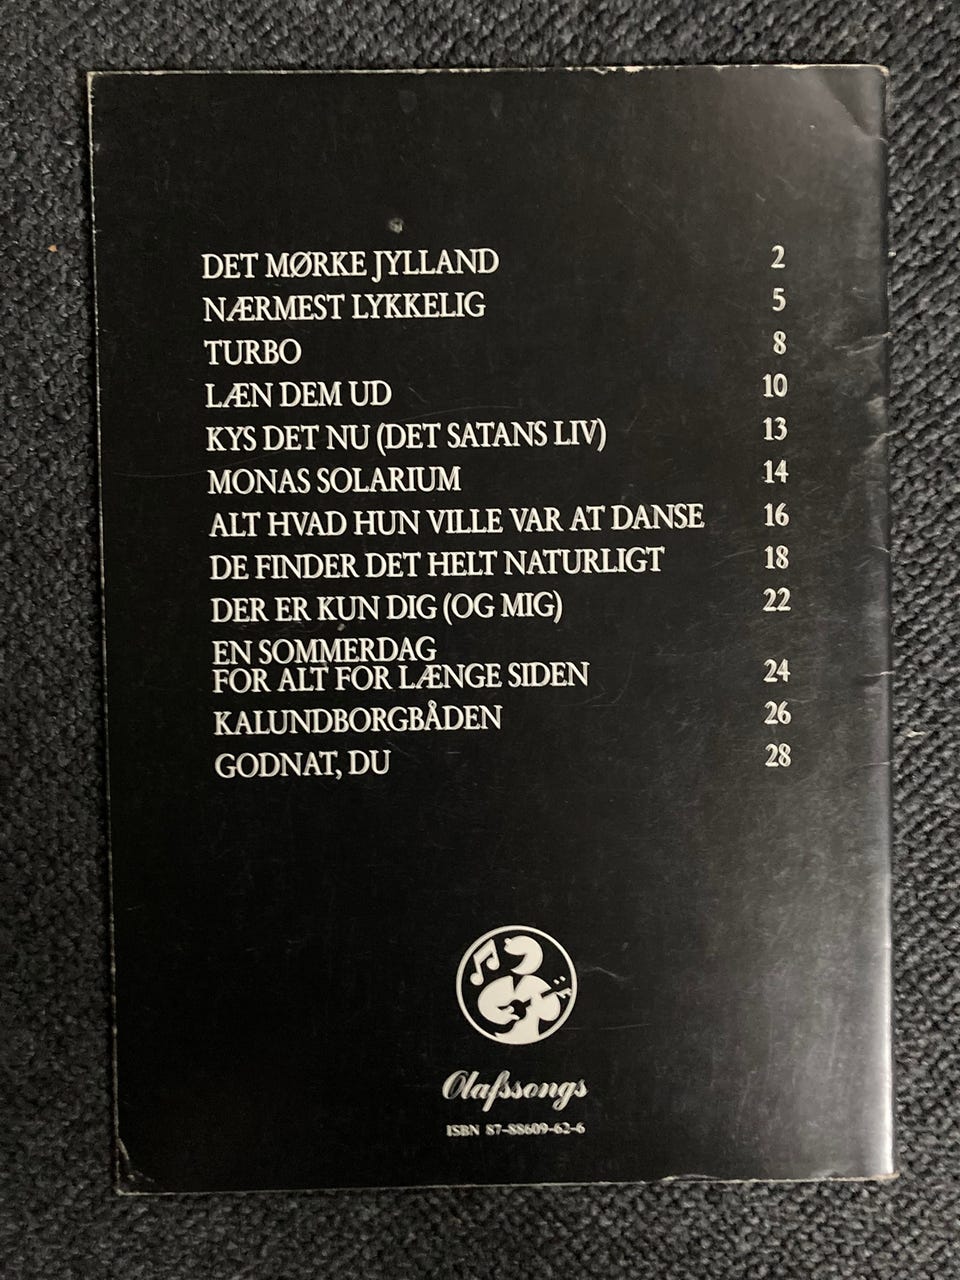 DET MØRKE JYLLAND 2
NÆRMEST LYKKELIG 5
TURBO 8
LÆN DEM UD 10
KYS DET NU (DET SATANS LIV) 13
MONAS SOLARIUM 14
ALT HVAD HUN VILLE VAR AT DANSE 16
DE FINDER DET HELT NATURLIGT 18
DER ER KUN DIG (OG MIG) 22
EN SOMMERDAG
FOR ALT FOR LÆNGE SIDEN 24
KALUNDBORGBÅDEN 26
GODNAT, DU 28
Olafssongs
ISBN 87-88609-62-6